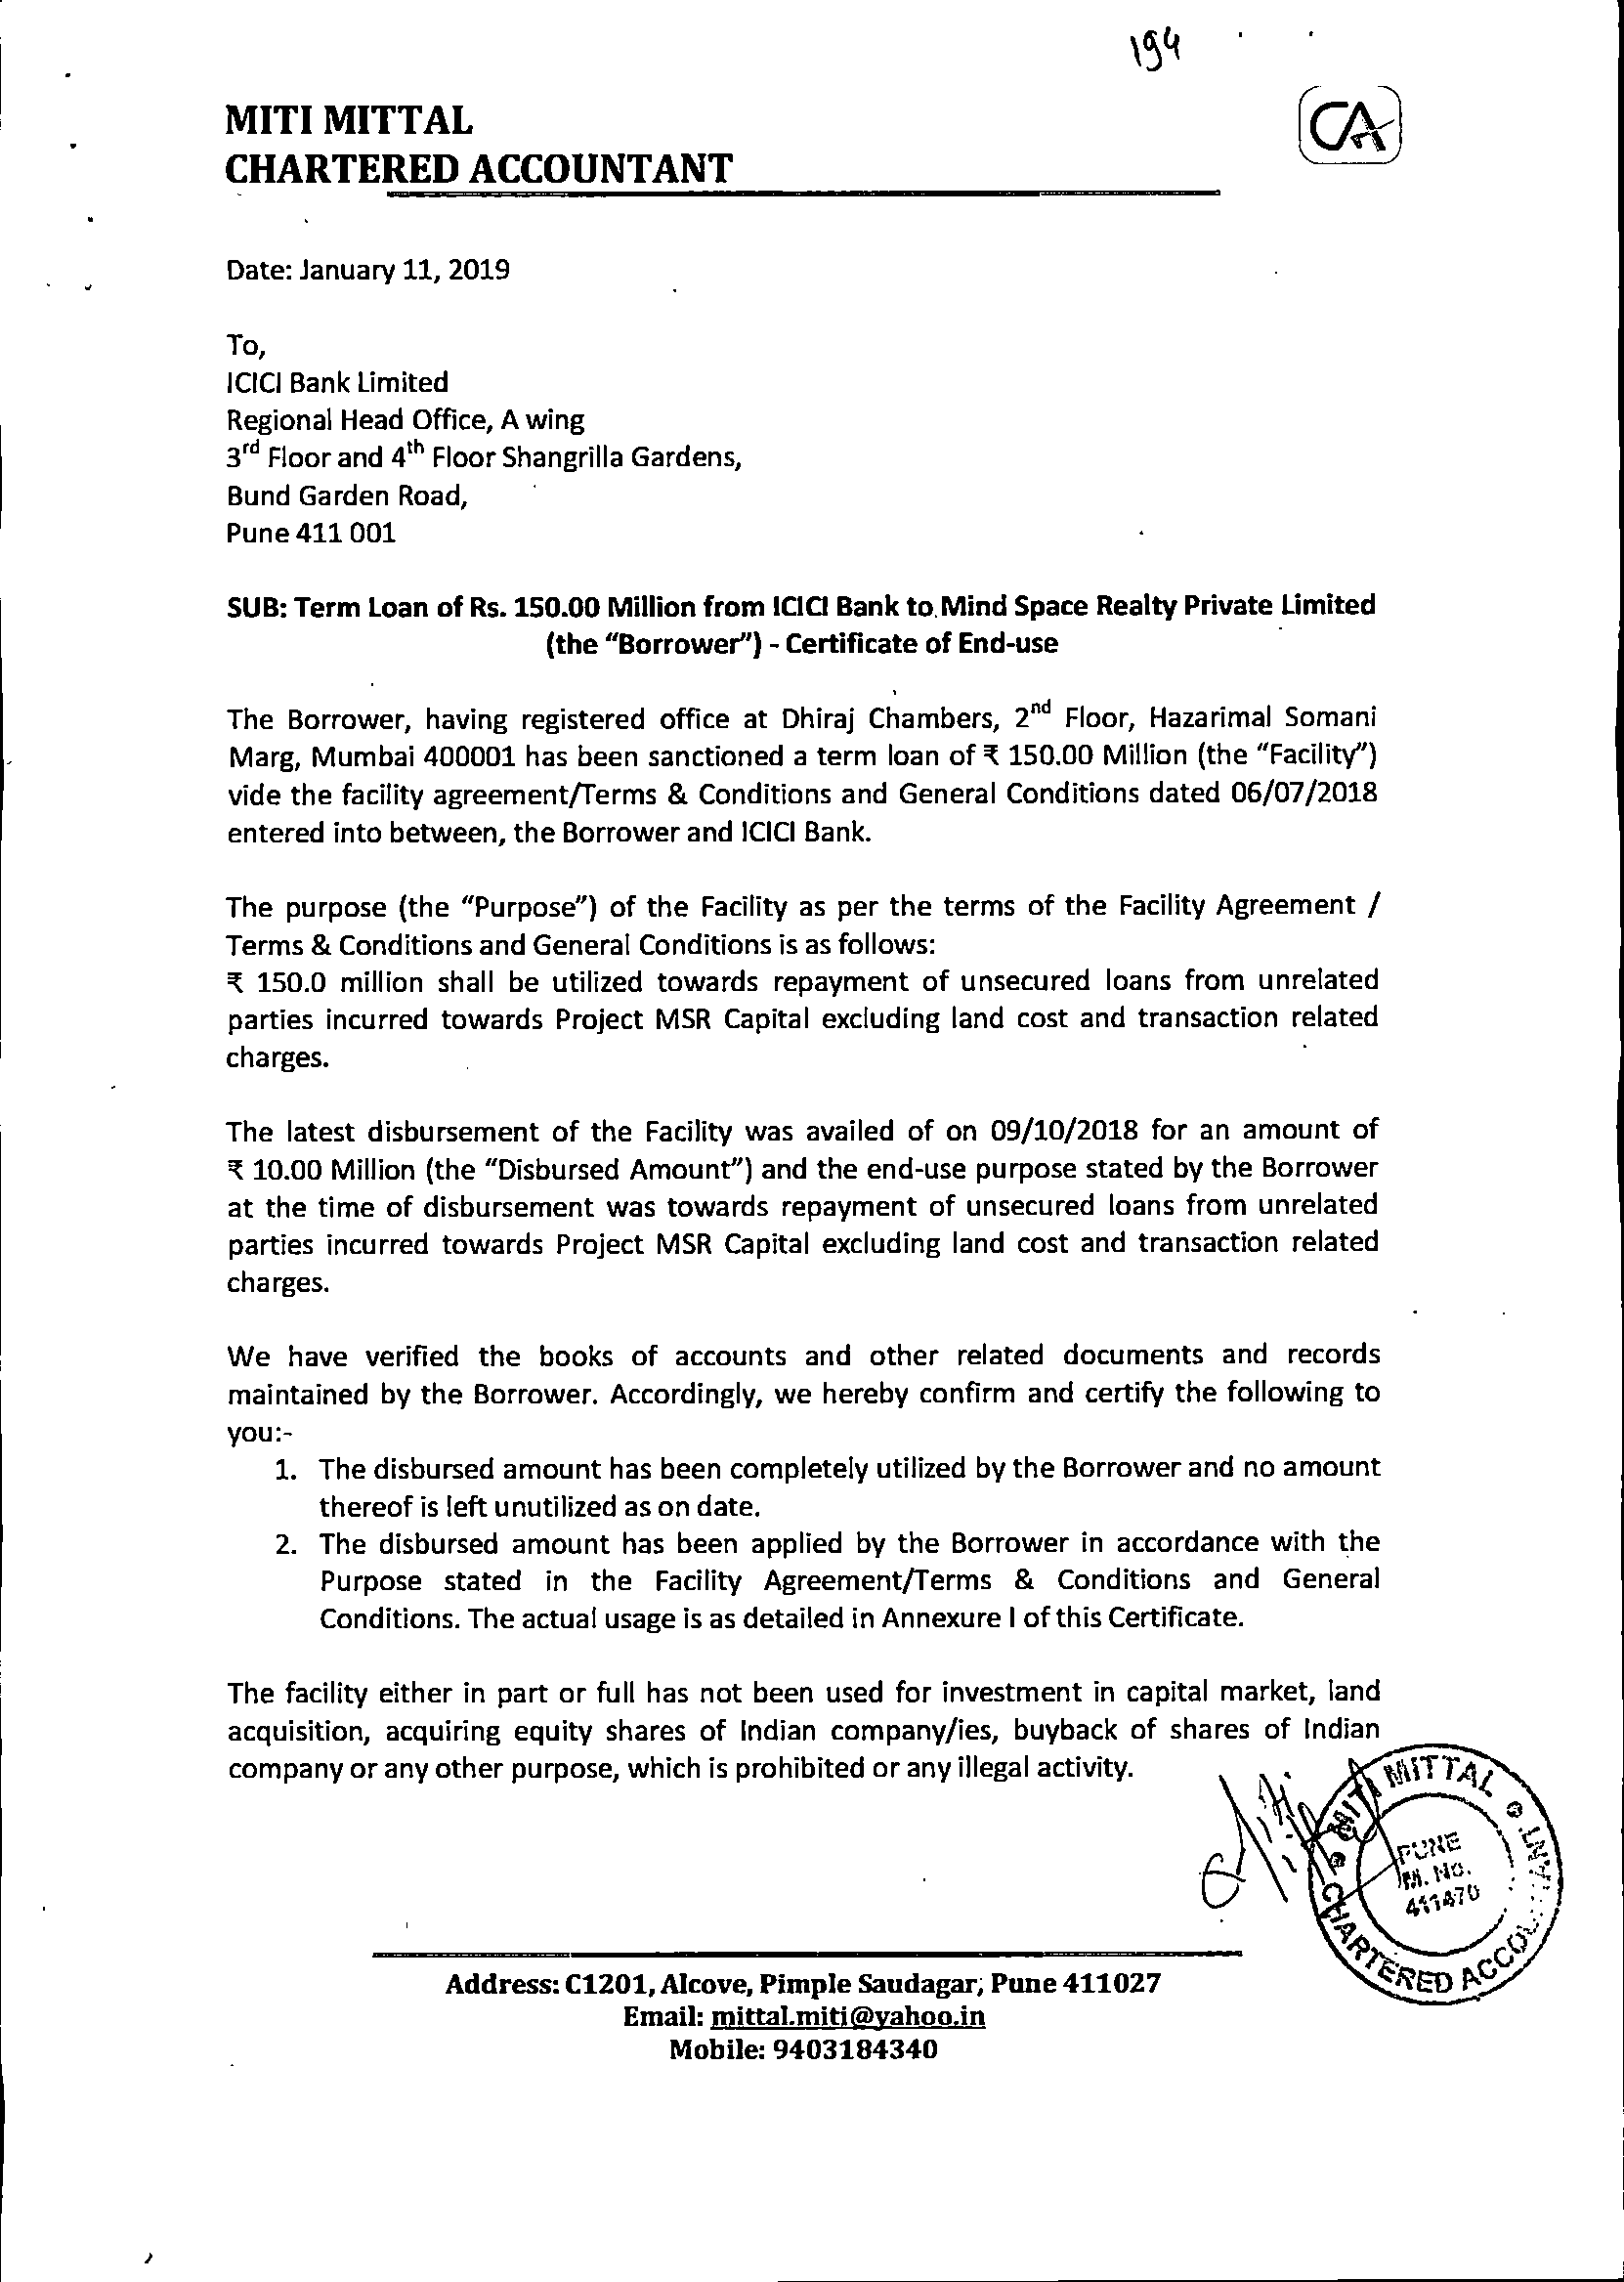 194
MITI MITTAL
CHARTERED ACCOUNTANT
CA
Date: January 11, 2019
To,
ICICI Bank Limited
Regional Head Office, A wing
3rd Floor and 4th Floor Shangrilla Gardens,
Bund Garden Road,
Pune 411 001
SUB: Term Loan of Rs. 150.00 Million from ICICI Bank to Mind Space Realty Private Limited
(the “Borrower”) - Certificate of End-use
The Borrower, having registered office at Dhiraj Chambers, 2nd Floor, Hazarimal Somani
Marg, Mumbai 400001 has been sanctioned a term loan of ₹ 150.00 Million (the “Facility”)
vide the facility agreement/Terms & Conditions and General Conditions dated 06/07/2018
entered into between, the Borrower and ICICI Bank.
The purpose (the “Purpose”) of the Facility as per the terms of the Facility Agreement /
Terms & Conditions and General Conditions is as follows:
₹ 150.0 million shall be utilized towards repayment of unsecured loans from unrelated
parties incurred towards Project MSR Capital excluding land cost and transaction related
charges.
The latest disbursement of the Facility was availed of on 09/10/2018 for an amount of
₹ 10.00 Million (the “Disbursed Amount”) and the end-use purpose stated by the Borrower
at the time of disbursement was towards repayment of unsecured loans from unrelated
parties incurred towards Project MSR Capital excluding land cost and transaction related
charges.
We have verified the books of accounts and other related documents and records
maintained by the Borrower. Accordingly, we hereby confirm and certify the following to
you:-
1. The disbursed amount has been completely utilized by the Borrower and no amount
thereof is left unutilized as on date.
2. The disbursed amount has been applied by the Borrower in accordance with the
Purpose stated in the Facility Agreement/Terms & Conditions and General
Conditions. The actual usage is as detailed in Annexure I of this Certificate.
The facility either in part or full has not been used for investment in capital market, land
acquisition, acquiring equity shares of Indian company/ies, buyback of shares of Indian
company or any other purpose, which is prohibited or any illegal activity.
MITI MITTAL
PUNE
M. No.
411470
CHARTERED
Address: C1201, Alcove, Pimple Saudagar, Pune 411027
Email: mittal.miti@yahoo.in
Mobile: 9403184340